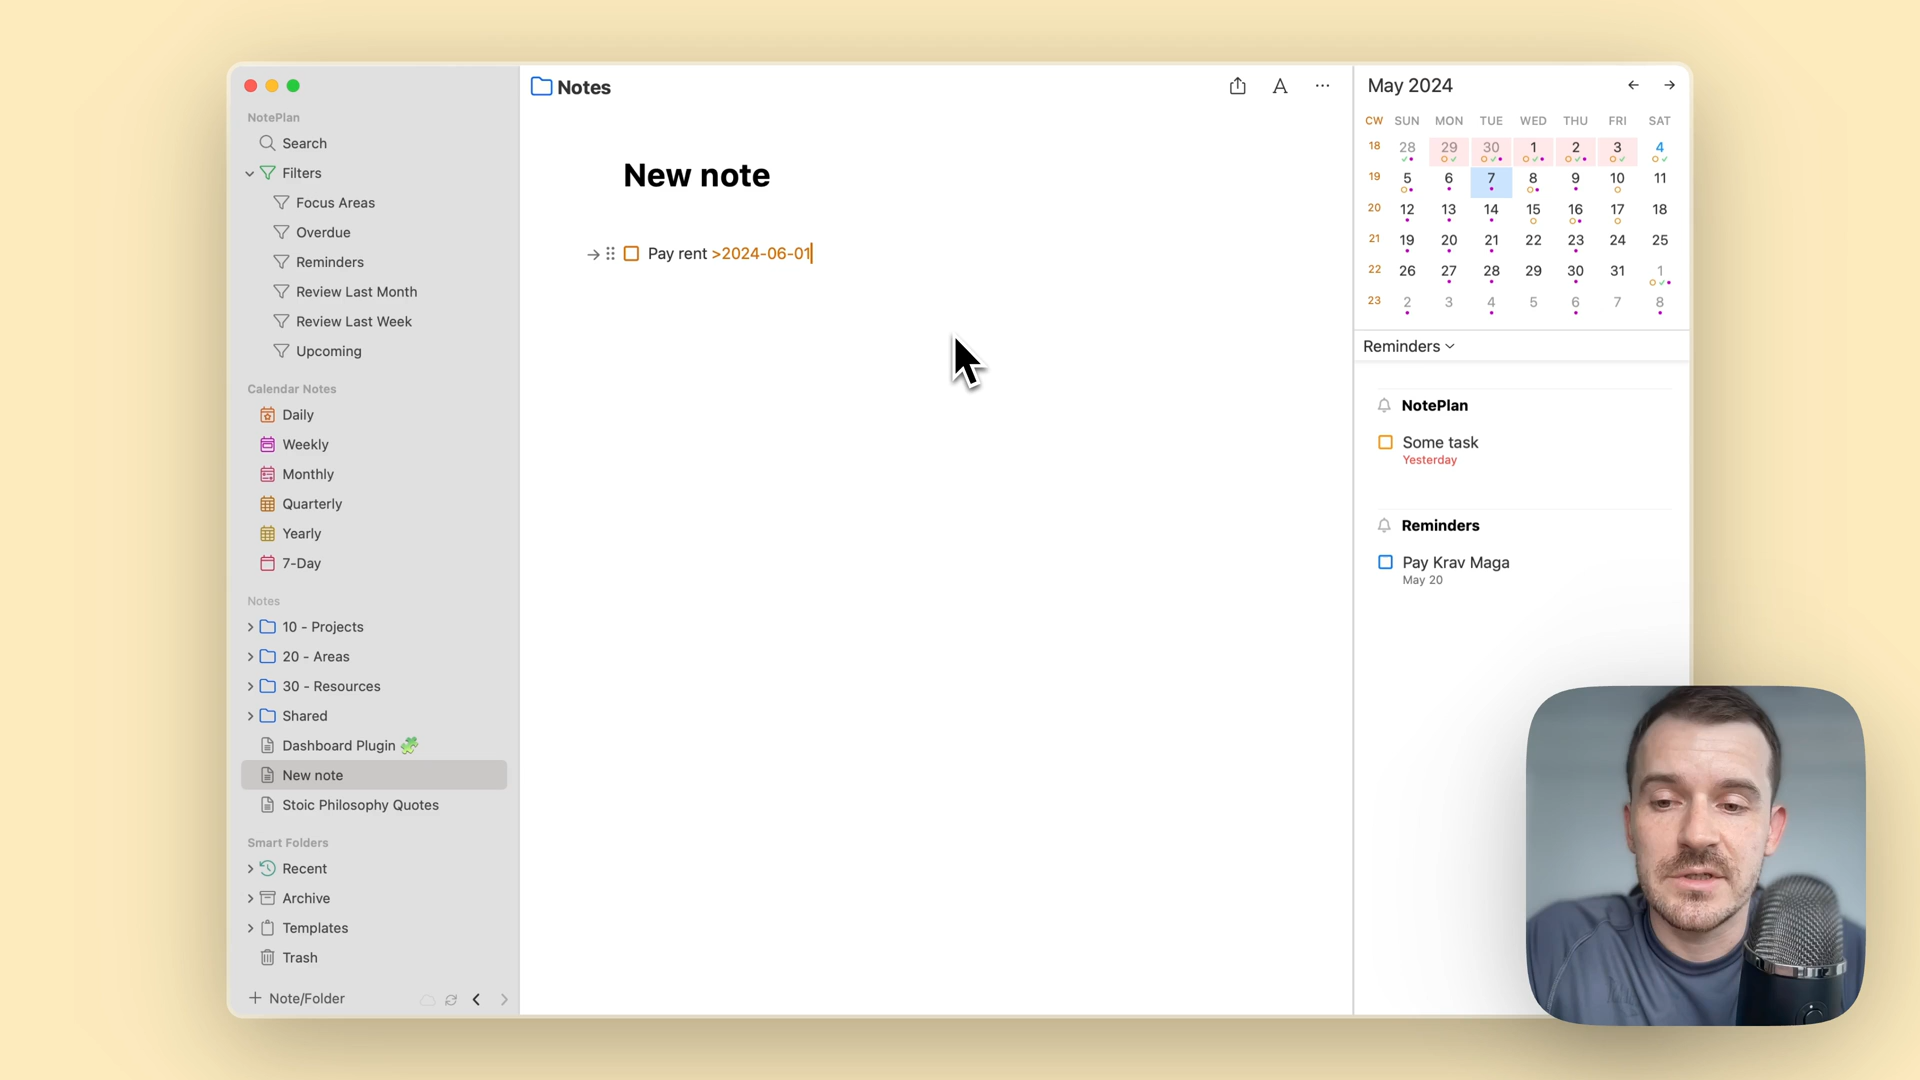 NotePlan
Search
Filters
Focus Areas
Overdue
Reminders
Review Last Month
Review Last Week
Upcoming
Calendar Notes
Daily
Weekly
Monthly
Quarterly
Yearly
7-Day
Notes
10 - Projects
20 - Areas
30 - Resources
Shared
Dashboard Plugin 🧩
New note
Stoic Philosophy Quotes
Smart Folders
Recent
Archive
Templates
Trash
+ Note/Folder
Notes
New note
Pay rent >2024-06-01
May 2024
CW SUN MON TUE WED THU FRI SAT
18 28 29 30 1 2 3 4
19 5 6 7 8 9 10 11
20 12 13 14 15 16 17 18
21 19 20 21 22 23 24 25
22 26 27 28 29 30 31 1
23 2 3 4 5 6 7 8
Reminders
NotePlan
Some task
Yesterday
Reminders
Pay Krav Maga
May 20